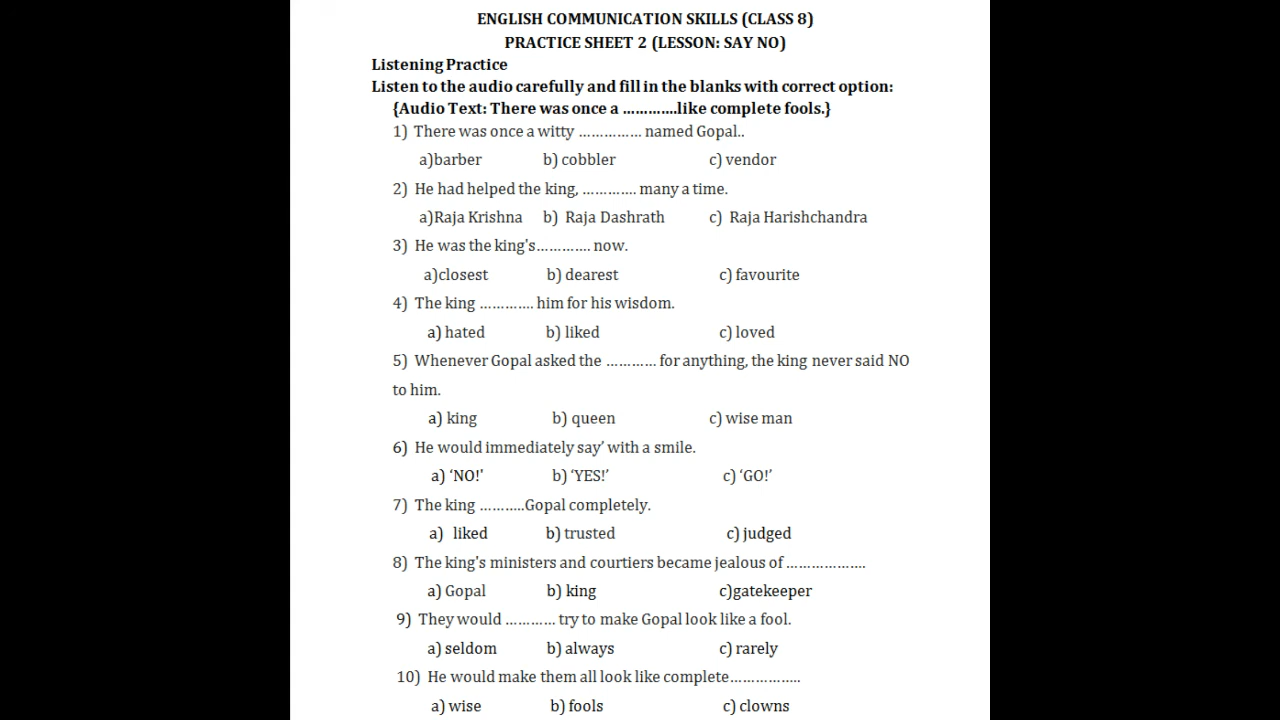 ENGLISH COMMUNICATION SKILLS (CLASS 8)
PRACTICE SHEET 2 (LESSON: SAY NO)
Listening Practice
Listen to the audio carefully and fill in the blanks with correct option:
{Audio Text: There was once a .............like complete fools.}
1) There was once a witty ............... named Gopal..
a)barber b) cobbler c) vendor
2) He had helped the king, ............. many a time.
a)Raja Krishna b) Raja Dashrath c) Raja Harishchandra
3) He was the king's............. now.
a)closest b) dearest c) favourite
4) The king ............. him for his wisdom.
a) hated b) liked c) loved
5) Whenever Gopal asked the ............ for anything, the king never said NO
to him.
a) king b) queen c) wise man
6) He would immediately say’ with a smile.
a) ‘NO!’ b) ‘YES!’ c) ‘GO!’
7) The king ...........Gopal completely.
a) liked b) trusted c) judged
8) The king's ministers and courtiers became jealous of ...................
a) Gopal b) king c)gatekeeper
9) They would ............ try to make Gopal look like a fool.
a) seldom b) always c) rarely
10) He would make them all look like complete.................
a) wise b) fools c) clowns